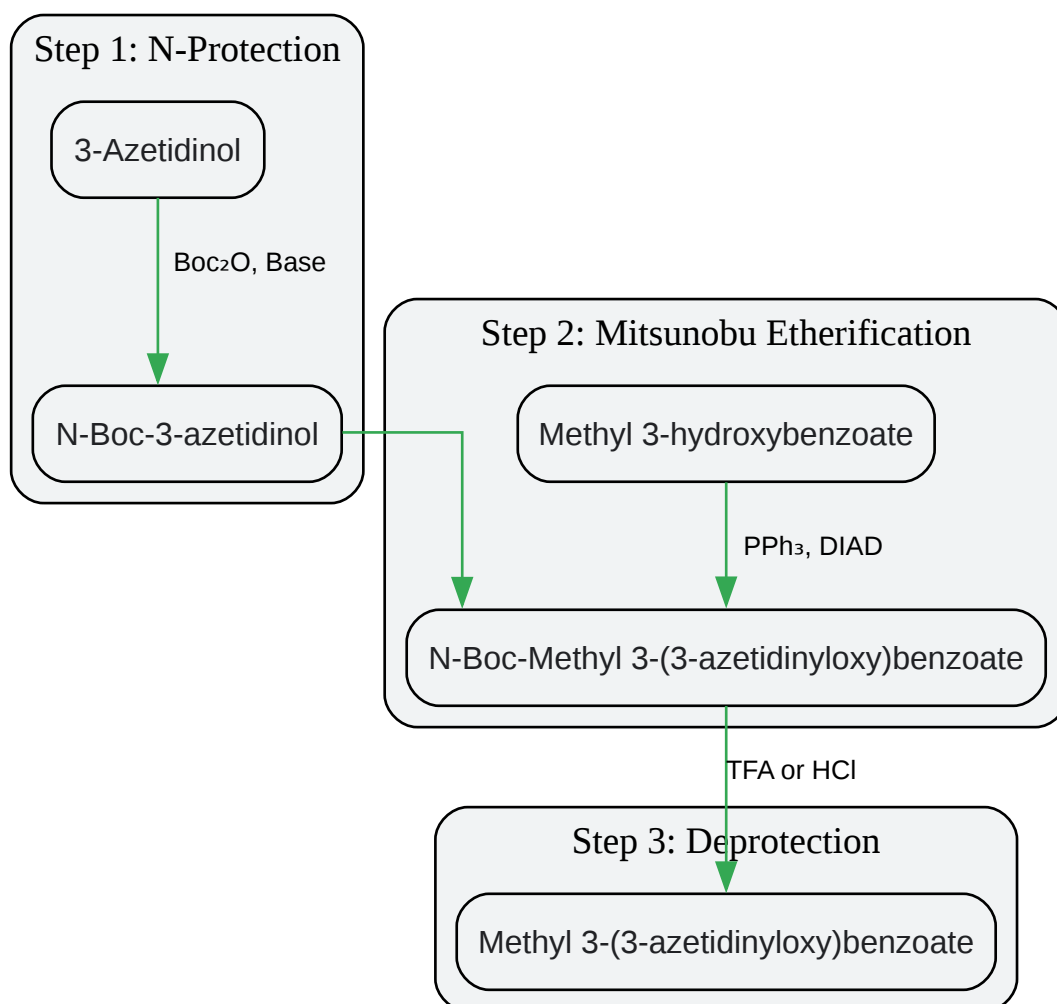 Step 1: N-Protection
3-Azetidinol
Boc₂O, Base
N-Boc-3-azetidinol
Step 2: Mitsunobu Etherification
Methyl 3-hydroxybenzoate
PPh₃, DIAD
N-Boc-Methyl 3-(3-azetidinyloxy)benzoate
TFA or HCl
Step 3: Deprotection
Methyl 3-(3-azetidinyloxy)benzoate